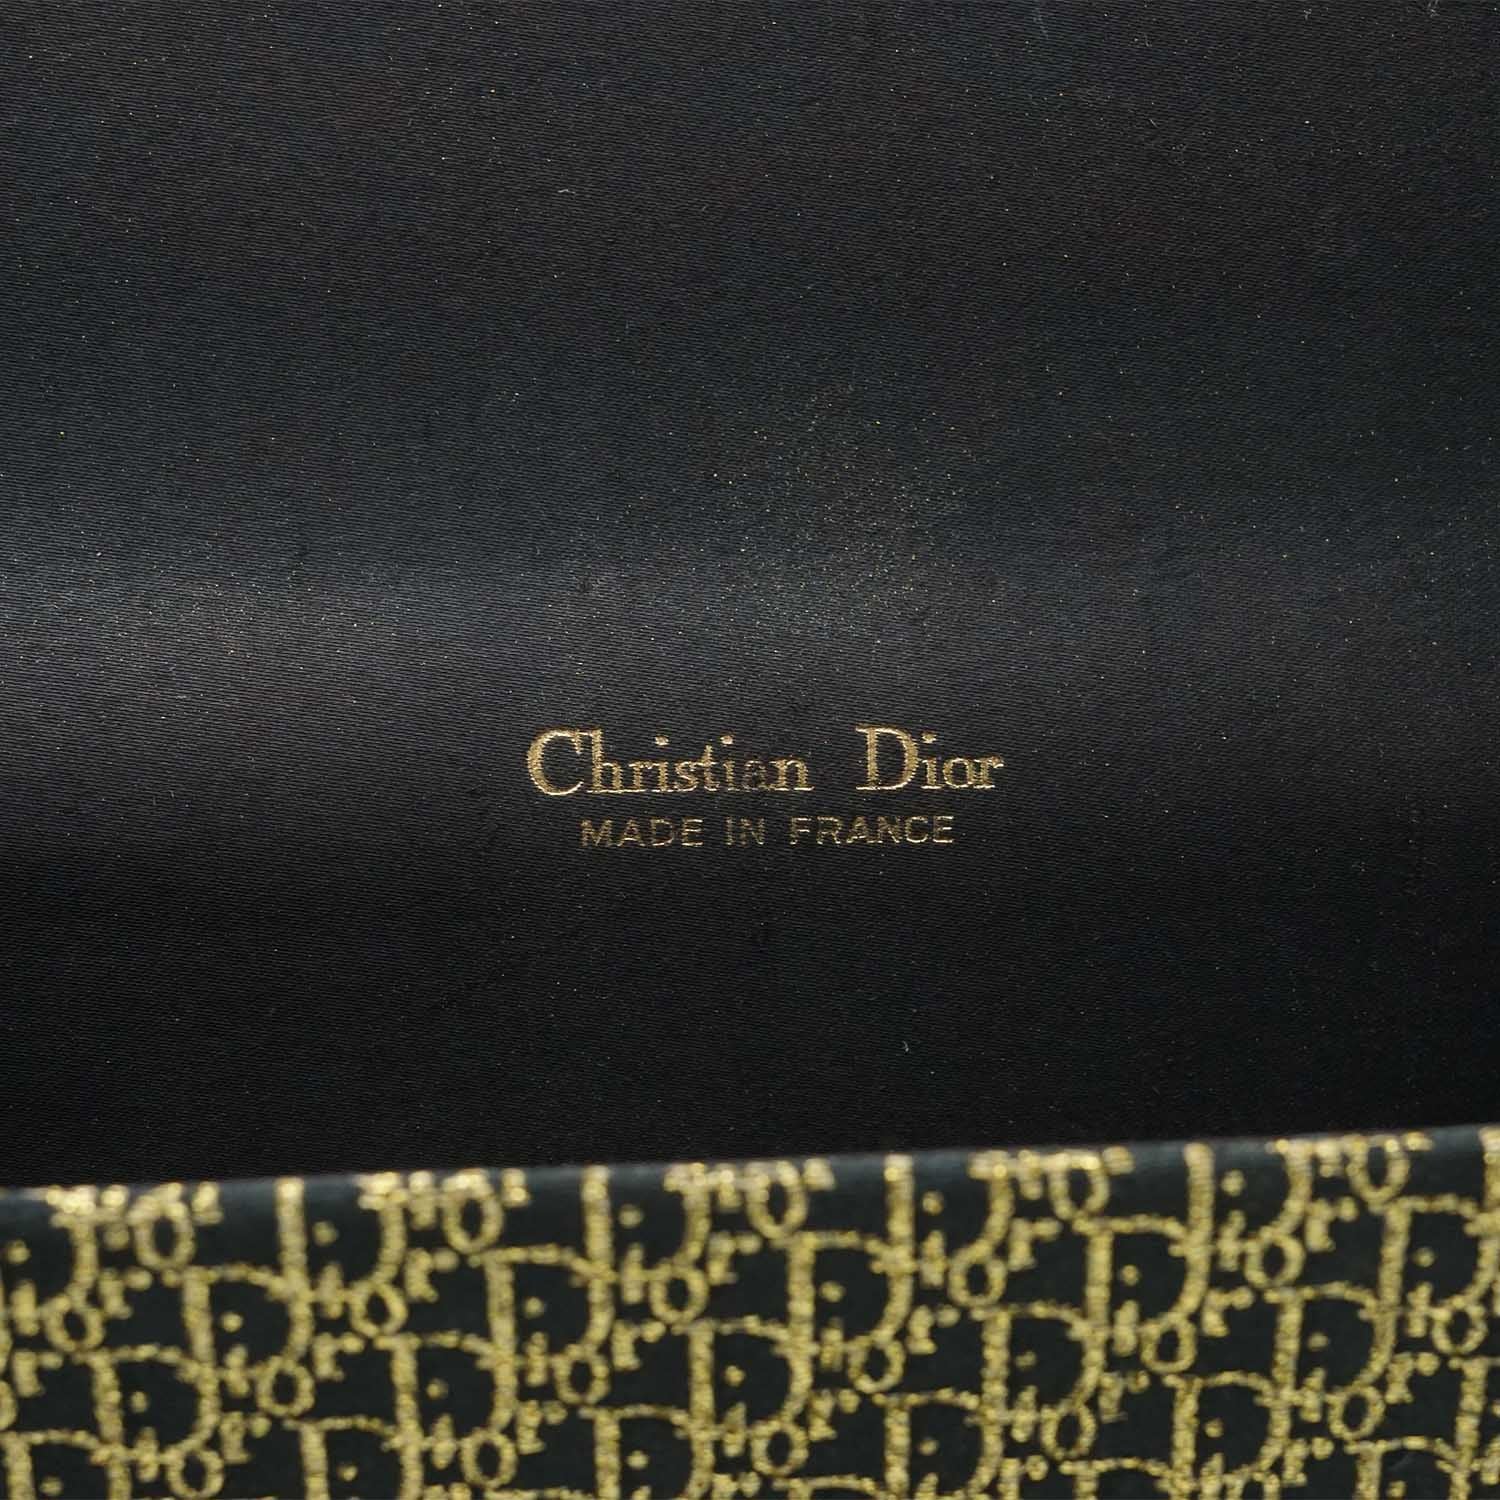 Christian Dior
MADE IN FRANCE